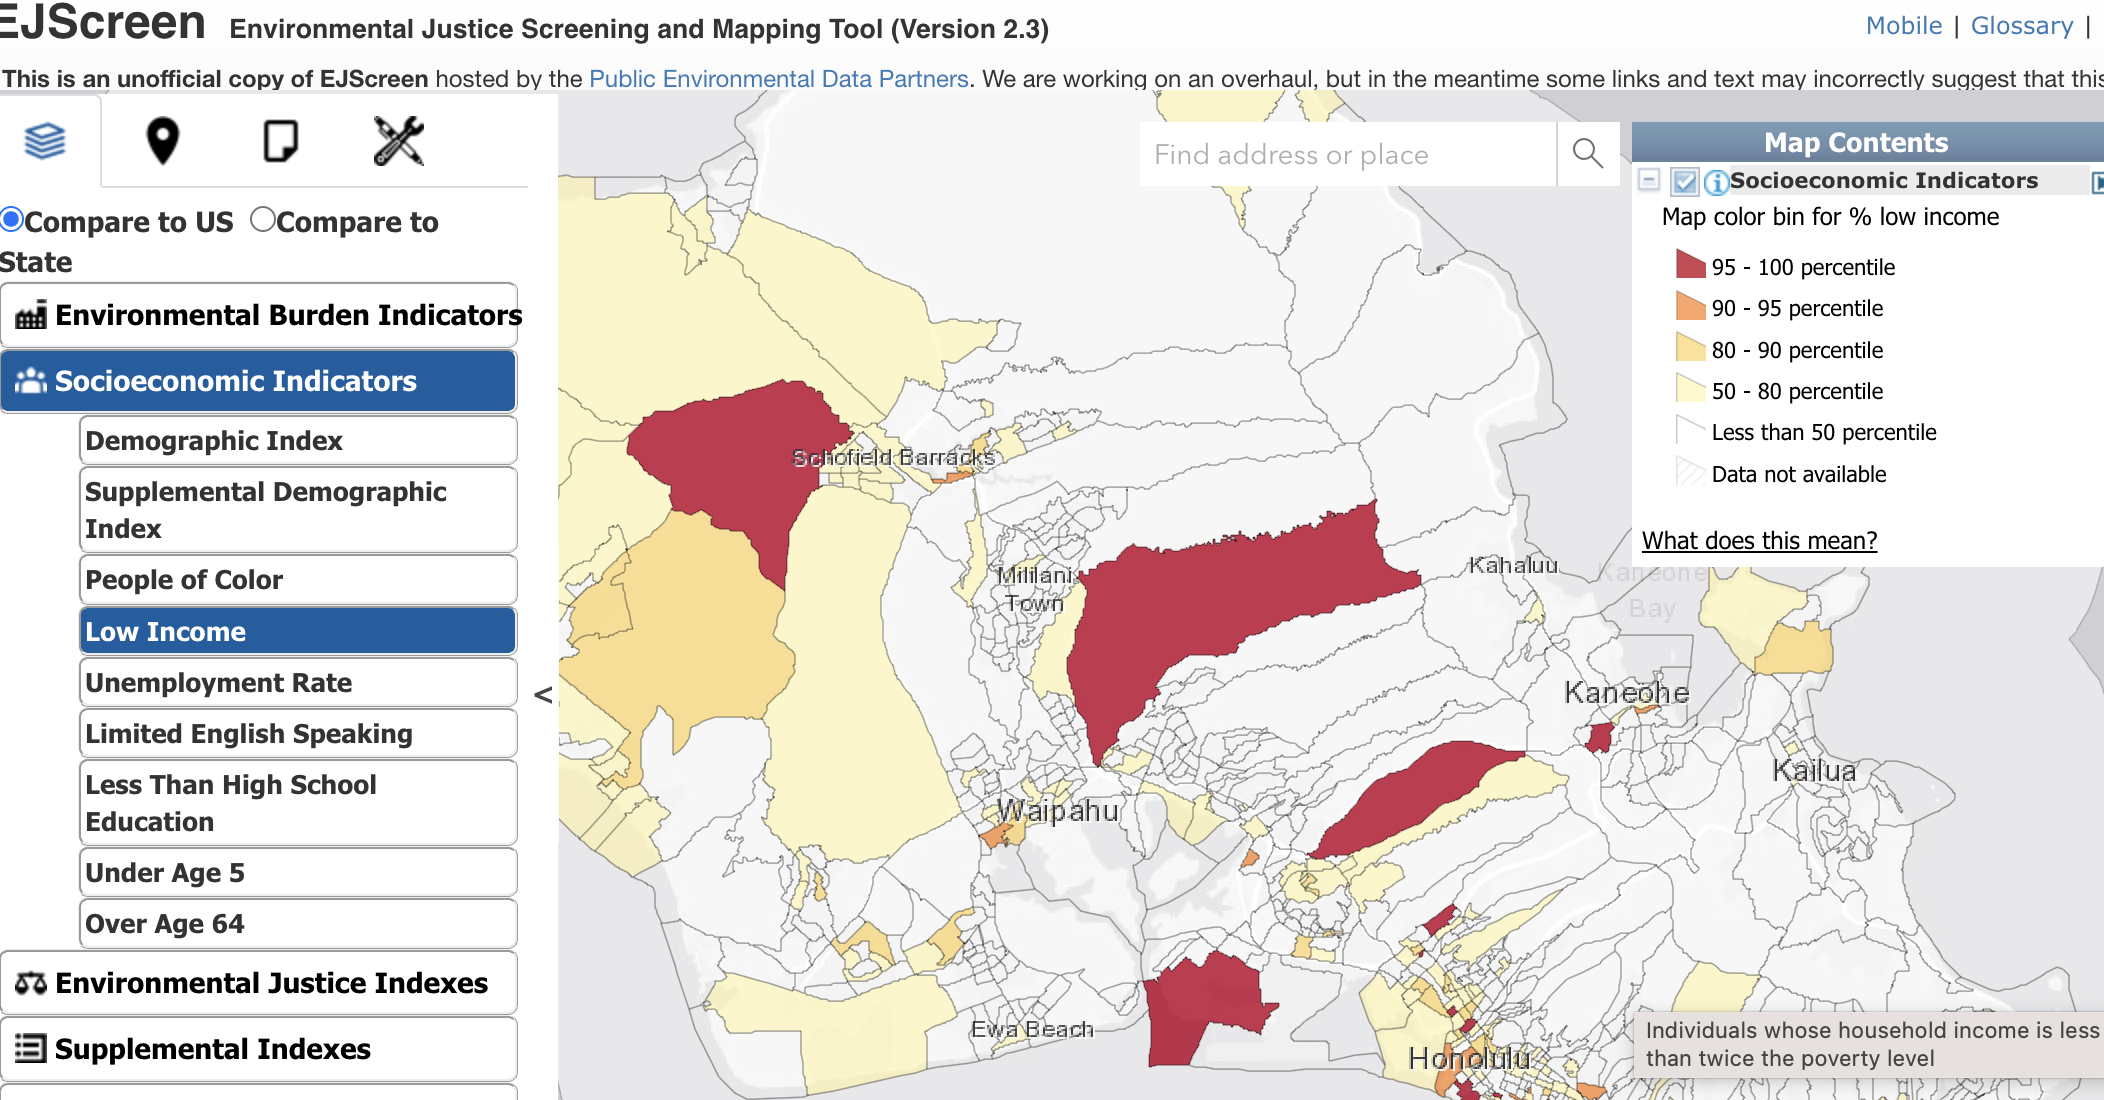 EJScreen Environmental Justice Screening and Mapping Tool (Version 2.3)
Mobile | Glossary |
This is an unofficial copy of EJScreen hosted by the Public Environmental Data Partners. We are working on an overhaul, but in the meantime some links and text may incorrectly suggest that this
Compare to US Compare to
State
Environmental Burden Indicators
Socioeconomic Indicators
Demographic Index
Supplemental Demographic
Index
People of Color
Low Income
Unemployment Rate
Limited English Speaking
Less Than High School
Education
Under Age 5
Over Age 64
Environmental Justice Indexes
Supplemental Indexes
<
Find address or place
Map Contents
Socioeconomic Indicators
Map color bin for % low income
95 - 100 percentile
90 - 95 percentile
80 - 90 percentile
50 - 80 percentile
Less than 50 percentile
Data not available
What does this mean?
Schofield Barracks
Mililani
Town
Kahaluu
Kaneohe
Bay
Kaneohe
Kailua
Waipahu
Ewa Beach
Honolulu
Individuals whose household income is less
than twice the poverty level